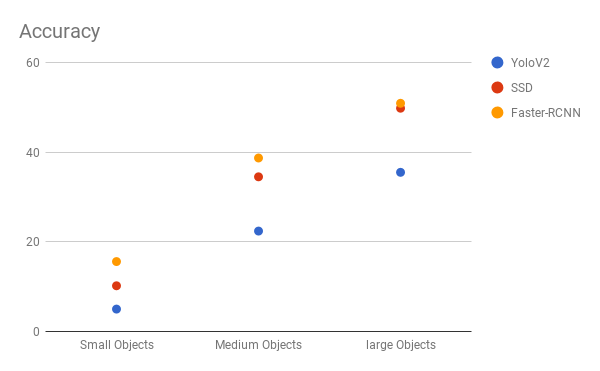 Accuracy
60
40
20
0
Small Objects
Medium Objects
large Objects
YoloV2
SSD
Faster-RCNN